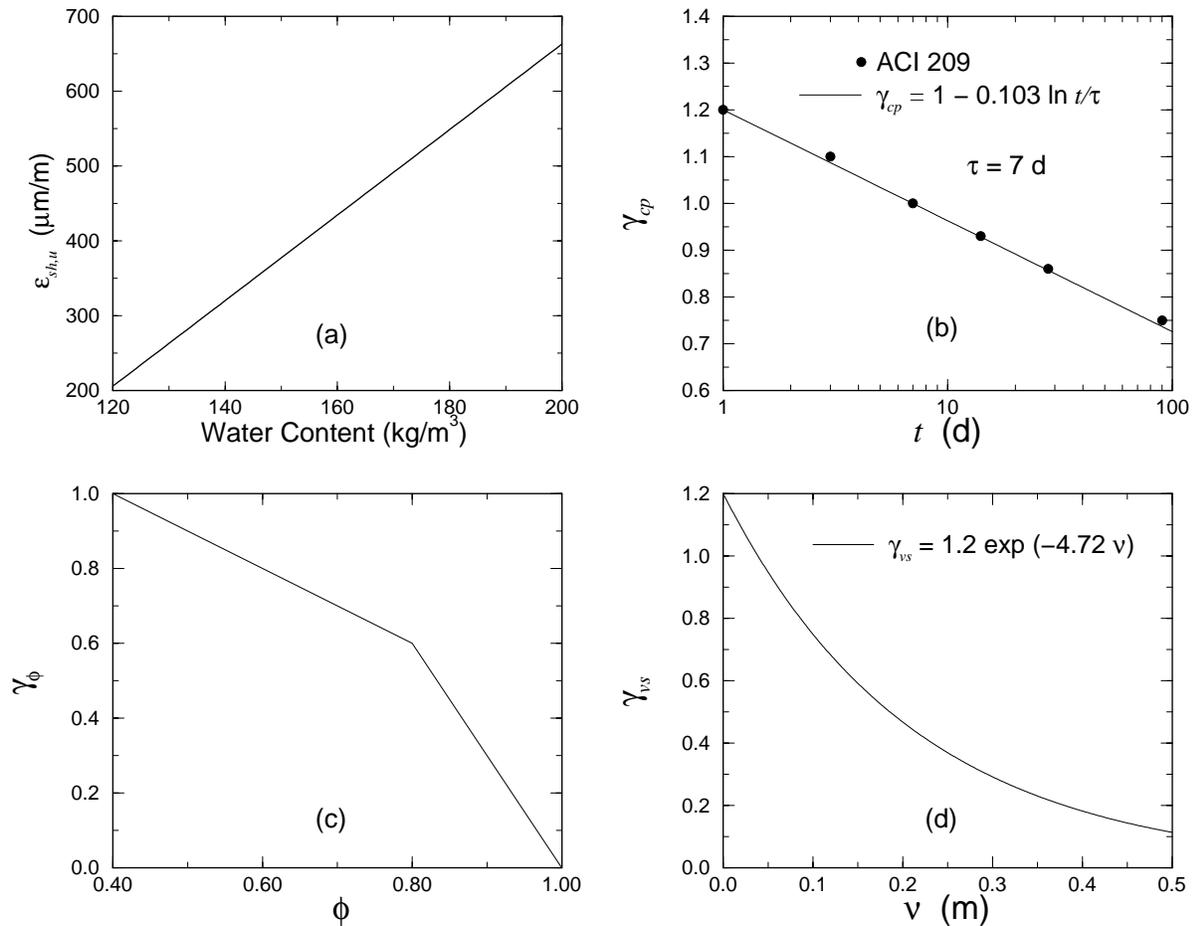 700
600
500
400
300
200
120 140 160 180 200
Water Content (kg/m³)
ε_sh,u (μm/m)
(a)
1.4
1.3
1.2
1.1
1.0
0.9
0.8
0.7
0.6
1 10 100
t (d)
γ_cp
ACI 209
γ_cp = 1 − 0.103 ln t/τ
τ = 7 d
(b)
1.0
0.8
0.6
0.4
0.2
0.0
0.40 0.60 0.80 1.00
ϕ
γ_ϕ
(c)
1.2
1.0
0.8
0.6
0.4
0.2
0.0
0.0 0.1 0.2 0.3 0.4 0.5
ν (m)
γ_vs
γ_vs = 1.2 exp (−4.72 ν)
(d)